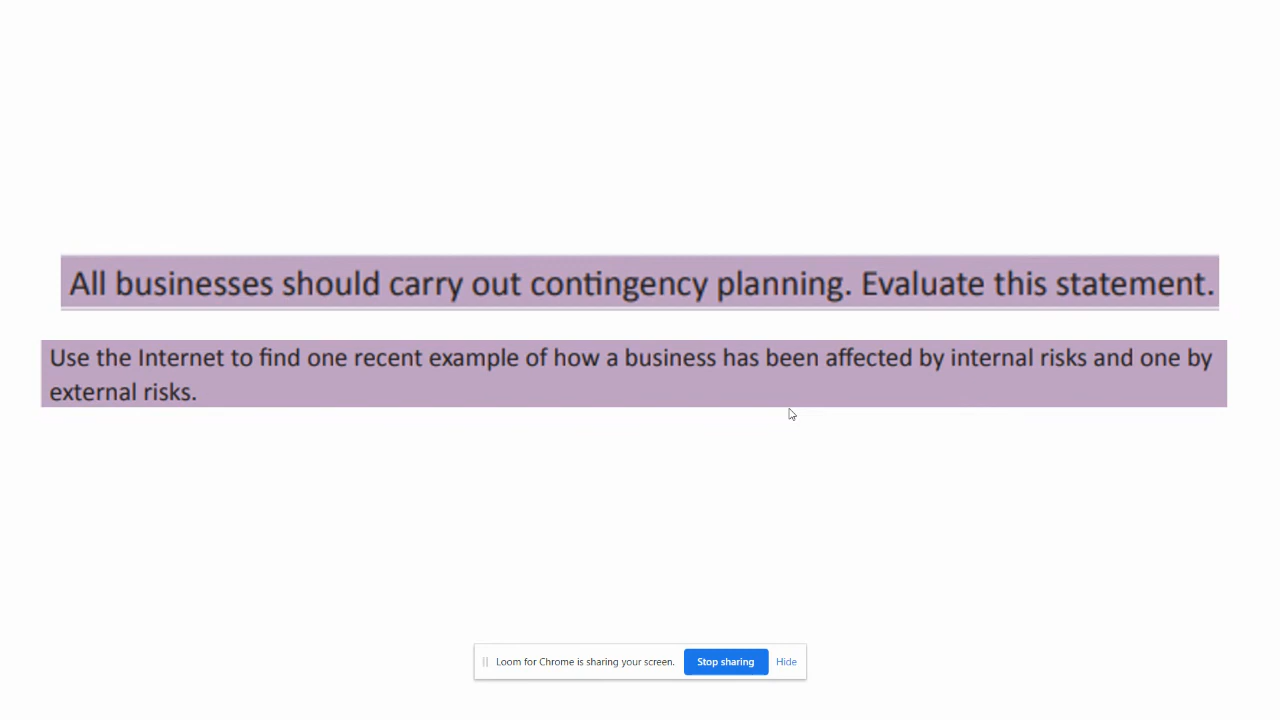 All businesses should carry out contingency planning. Evaluate this statement.
Use the Internet to find one recent example of how a business has been affected by internal risks and one by
external risks.
Loom for Chrome is sharing your screen. Stop sharing Hide